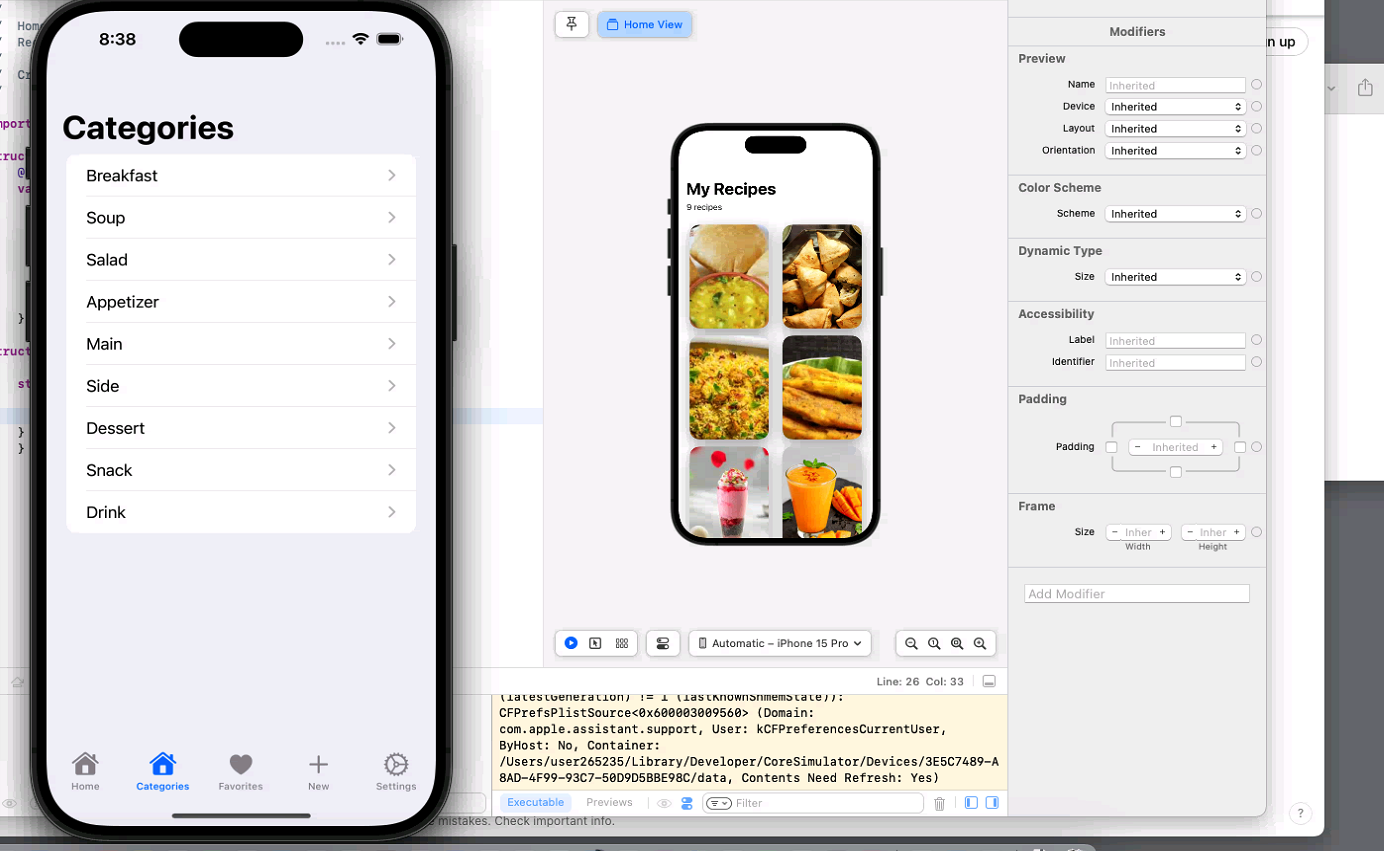 Hom
Re
Cr
mport
truc
@
va
}
truct
st
}
}
8:38
Categories
Breakfast
Soup
Salad
Appetizer
Main
Side
Dessert
Snack
Drink
Home
Categories
Favorites
New
Settings
Home View
My Recipes
9 recipes
Automatic – iPhone 15 Pro
Line: 26 Col: 33
(latestGeneration) != 1 (lastKnownShmemState)):
CFPrefsPlistSource<0x600003009560> (Domain:
com.apple.assistant.support, User: kCFPreferencesCurrentUser,
ByHost: No, Container:
/Users/user265235/Library/Developer/CoreSimulator/Devices/3E5C7489-A
8AD-4F99-93C7-50D9D5BBE98C/data, Contents Need Refresh: Yes)
Executable Previews Filter
mistakes. Check important info.
Modifiers
Preview
Name Inherited
Device Inherited
Layout Inherited
Orientation Inherited
Color Scheme
Scheme Inherited
Dynamic Type
Size Inherited
Accessibility
Label Inherited
Identifier Inherited
Padding
Padding − Inherited +
Frame
Size − Inher + − Inher +
Width Height
Add Modifier
n up
?